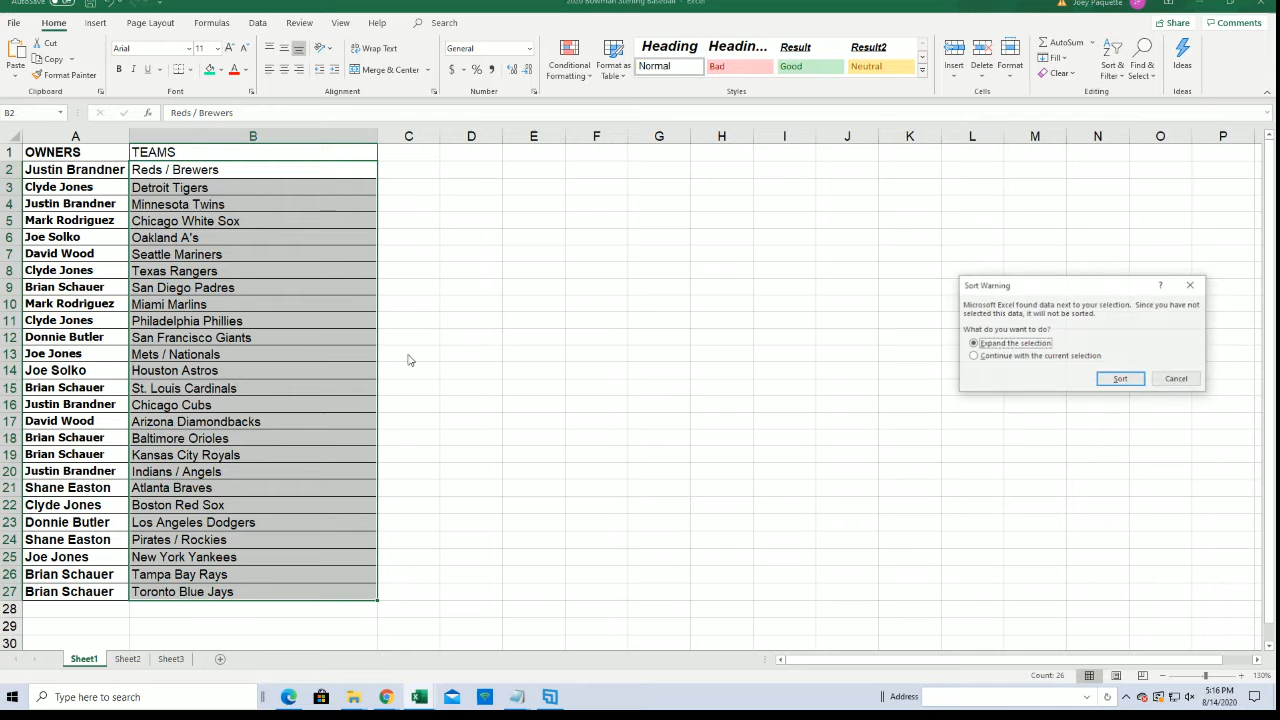 AutoSave Off
2020 Bowman Sterling Baseball - Excel
Joey Paquette
JP
File Home Insert Page Layout Formulas Data Review View Help Search
Share Comments
Paste
Cut
Copy
Format Painter
Arial 11
B I U
Wrap Text
Merge & Center
General
$ %
Conditional Formatting
Format as Table
Heading Headin... Result Result2
Normal Bad Good Neutral
Insert Delete Format
AutoSum
Fill
Clear
Sort & Filter
Find & Select
Ideas
Clipboard Font Alignment Number Styles Cells Editing Ideas
B2 fx Reds / Brewers
A B C D E F G H I J K L M N O P
1 OWNERS TEAMS
2 Justin Brandner Reds / Brewers
3 Clyde Jones Detroit Tigers
4 Justin Brandner Minnesota Twins
5 Mark Rodriguez Chicago White Sox
6 Joe Solko Oakland A's
7 David Wood Seattle Mariners
8 Clyde Jones Texas Rangers
9 Brian Schauer San Diego Padres
10 Mark Rodriguez Miami Marlins
11 Clyde Jones Philadelphia Phillies
12 Donnie Butler San Francisco Giants
13 Joe Jones Mets / Nationals
14 Joe Solko Houston Astros
15 Brian Schauer St. Louis Cardinals
16 Justin Brandner Chicago Cubs
17 David Wood Arizona Diamondbacks
18 Brian Schauer Baltimore Orioles
19 Brian Schauer Kansas City Royals
20 Justin Brandner Indians / Angels
21 Shane Easton Atlanta Braves
22 Clyde Jones Boston Red Sox
23 Donnie Butler Los Angeles Dodgers
24 Shane Easton Pirates / Rockies
25 Joe Jones New York Yankees
26 Brian Schauer Tampa Bay Rays
27 Brian Schauer Toronto Blue Jays
28
29
30
Sort Warning
?
Microsoft Excel found data next to your selection. Since you have not
selected this data, it will not be sorted.
What do you want to do?
Expand the selection
Continue with the current selection
Sort Cancel
Sheet1 Sheet2 Sheet3
Count: 26
130%
Type here to search
Address
5:16 PM
8/14/2020